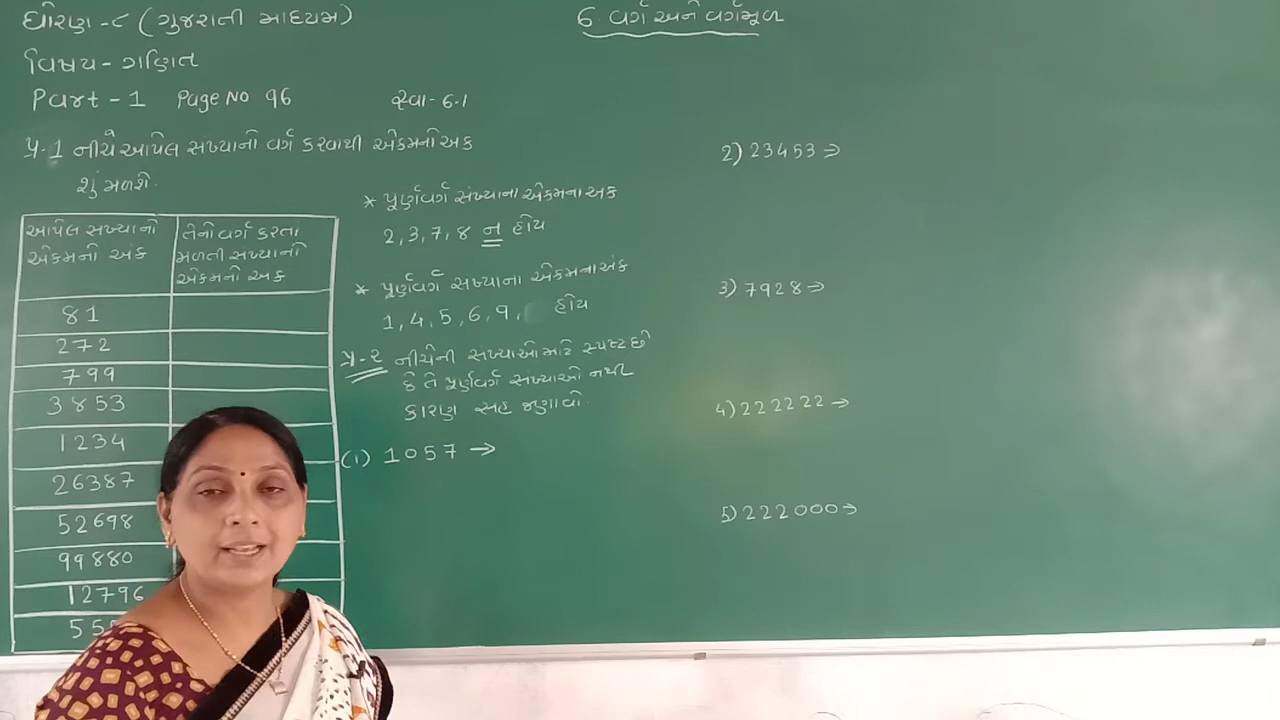 ધોરણ -૮ (ગુજરાતી માધ્યમ)
6. વર્ગ અને વર્ગમૂળ
વિષય - ગણિત
Part - 1 Page No 96
સ્વા - 6.1
પ્ર.1 નીચે આપેલ સંખ્યાનો વર્ગ કરવાથી એકમનો અંક
શું મળશે.
આપેલ સંખ્યાનો
એકમનો અંક
તેનો વર્ગ કરતાં
મળતી સંખ્યાનો
એકમનો અંક
81
272
799
3853
1234
26387
52698
99880
12796
* પૂર્ણવર્ગ સંખ્યાના એકમના અંક
2, 3, 7, 8 ન હોય
* પૂર્ણવર્ગ સંખ્યાના એકમના અંક
1, 4, 5, 6, 9, હોય
પ્ર-૨ નીચેની સંખ્યાઓ માટે સ્પષ્ટ છે
કે તે પૂર્ણવર્ગ સંખ્યાઓ નથી
કારણ સહ જણાવો.
(1) 1057 →
2) 23453 ⇒
3) 7928 ⇒
4) 222222 ⇒
5) 222000 ⇒